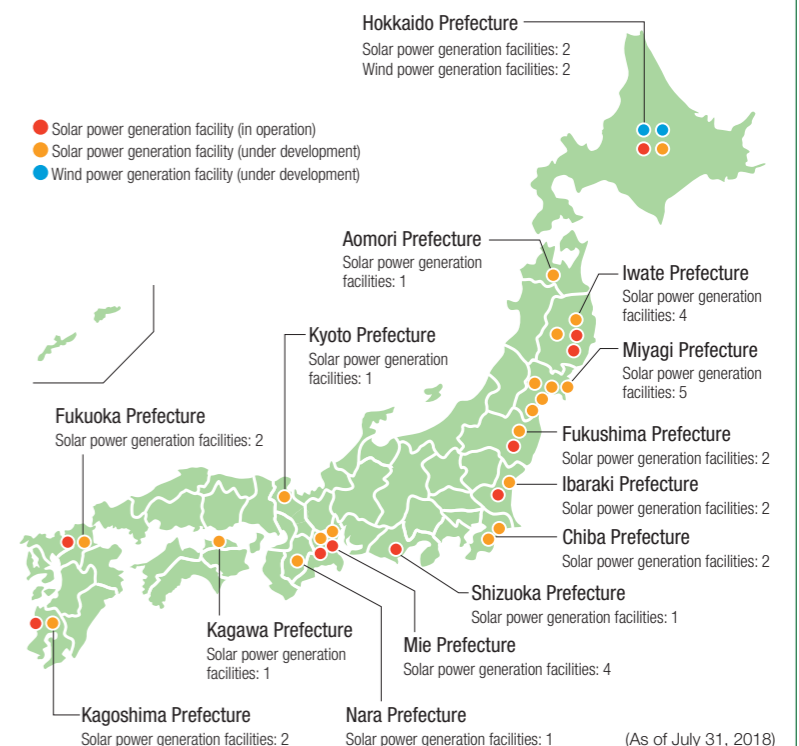 Hokkaido Prefecture
Solar power generation facilities: 2
Wind power generation facilities: 2
Solar power generation facility (in operation)
Solar power generation facility (under development)
Wind power generation facility (under development)
Aomori Prefecture
Solar power generation
facilities: 1
Iwate Prefecture
Solar power generation
facilities: 4
Kyoto Prefecture
Solar power generation
facilities: 1
Miyagi Prefecture
Solar power generation
facilities: 5
Fukuoka Prefecture
Solar power generation facilities: 2
Fukushima Prefecture
Solar power generation facilities: 2
Ibaraki Prefecture
Solar power generation facilities: 2
Chiba Prefecture
Solar power generation facilities: 2
Shizuoka Prefecture
Solar power generation facilities: 1
Kagawa Prefecture
Solar power generation
facilities: 1
Mie Prefecture
Solar power generation facilities: 4
Kagoshima Prefecture
Solar power generation facilities: 2
Nara Prefecture
Solar power generation facilities: 1
(As of July 31, 2018)